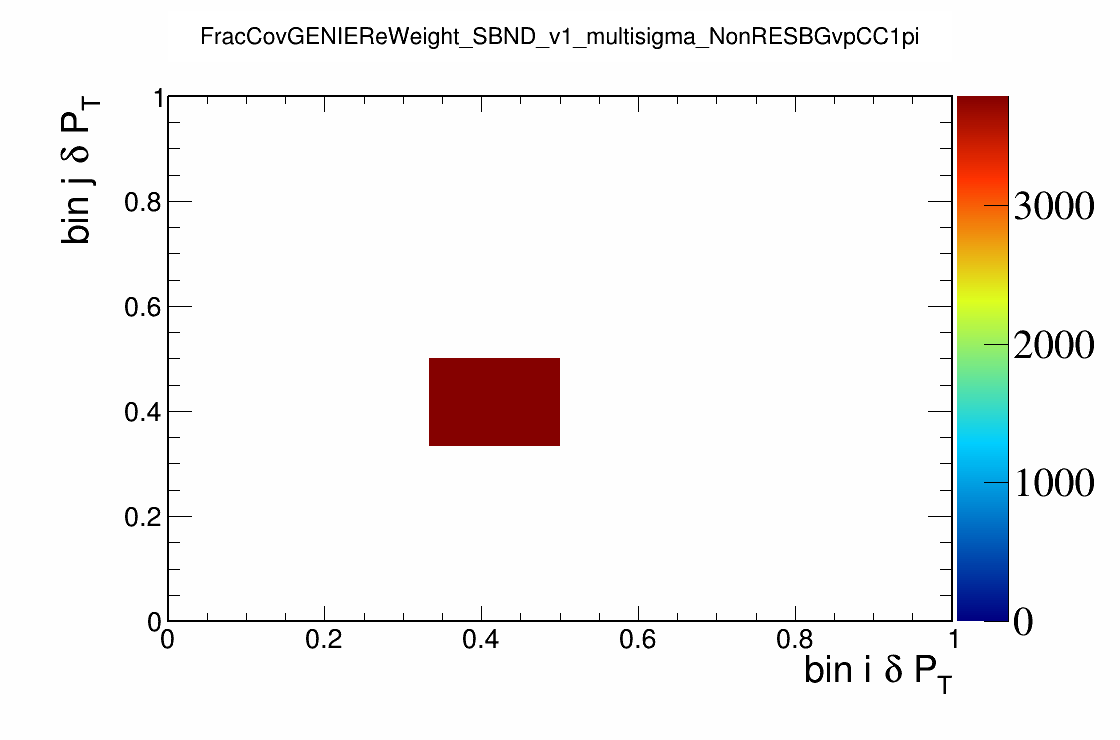 FracCovGENIEReWeight_SBND_v1_multisigma_NonRESBGvpCC1pi
bin j δ P_T
1
0.8
0.6
0.4
0.2
0
0 0.2 0.4 0.6 0.8 1
bin i δ P_T
3000
2000
1000
0